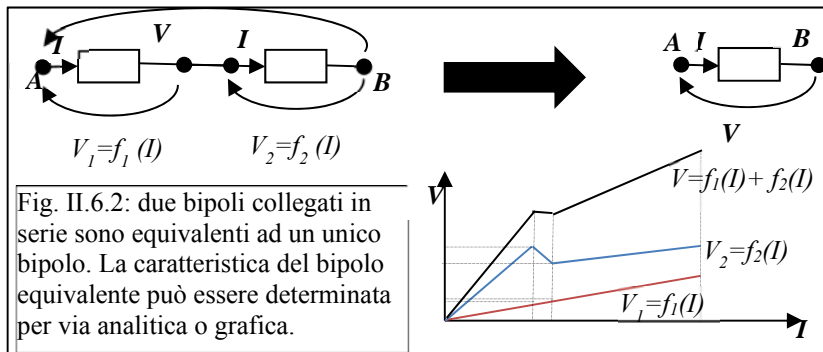 V
I
I
A
B
V₁=f₁(I)
V₂=f₂ (I)
A
I
B
V
Fig. II.6.2: due bipoli collegati in
serie sono equivalenti ad un unico
bipolo. La caratteristica del bipolo
equivalente può essere determinata
per via analitica o grafica.
V
V=f₁(I)+ f₂(I)
V₂=f₂(I)
V₁=f₁(I)
I